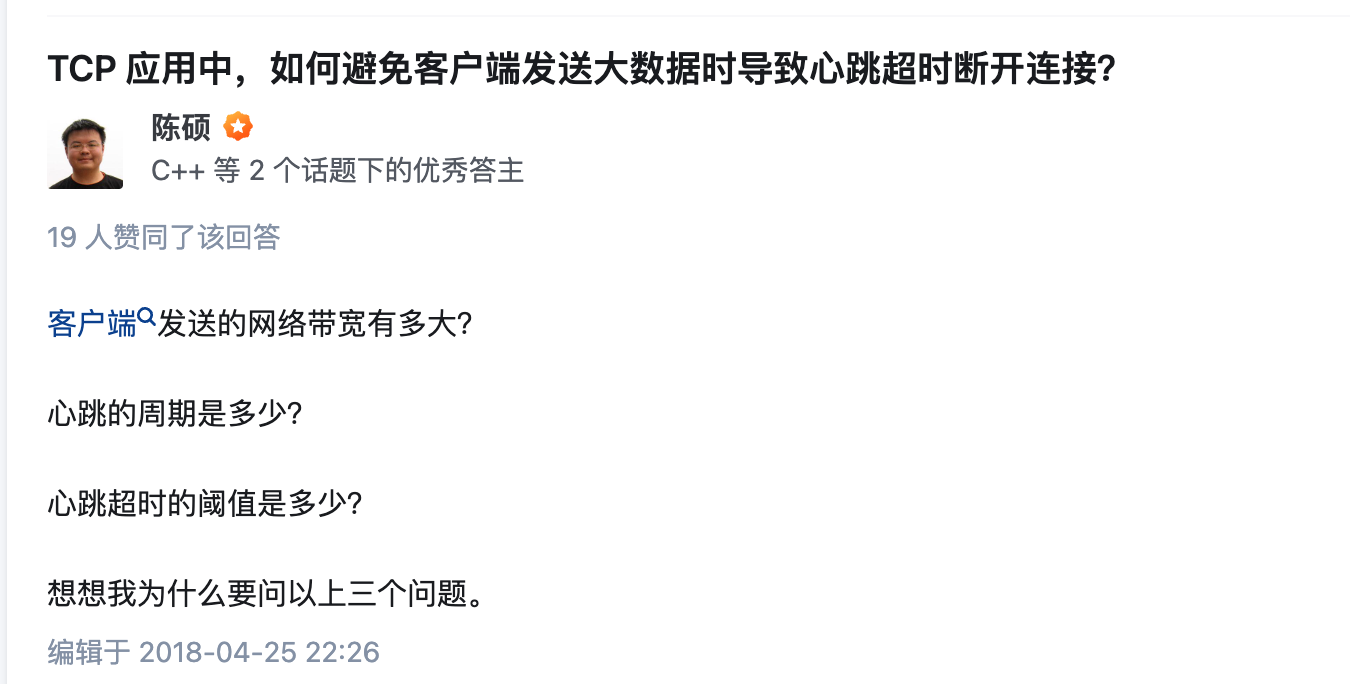 TCP 应用中，如何避免客户端发送大数据时导致心跳超时断开连接？
陈硕
C++ 等 2 个话题下的优秀答主
19 人赞同了该回答
客户端发送的网络带宽有多大？
心跳的周期是多少？
心跳超时的阈值是多少？
想想我为什么要问以上三个问题。
编辑于 2018-04-25 22:26